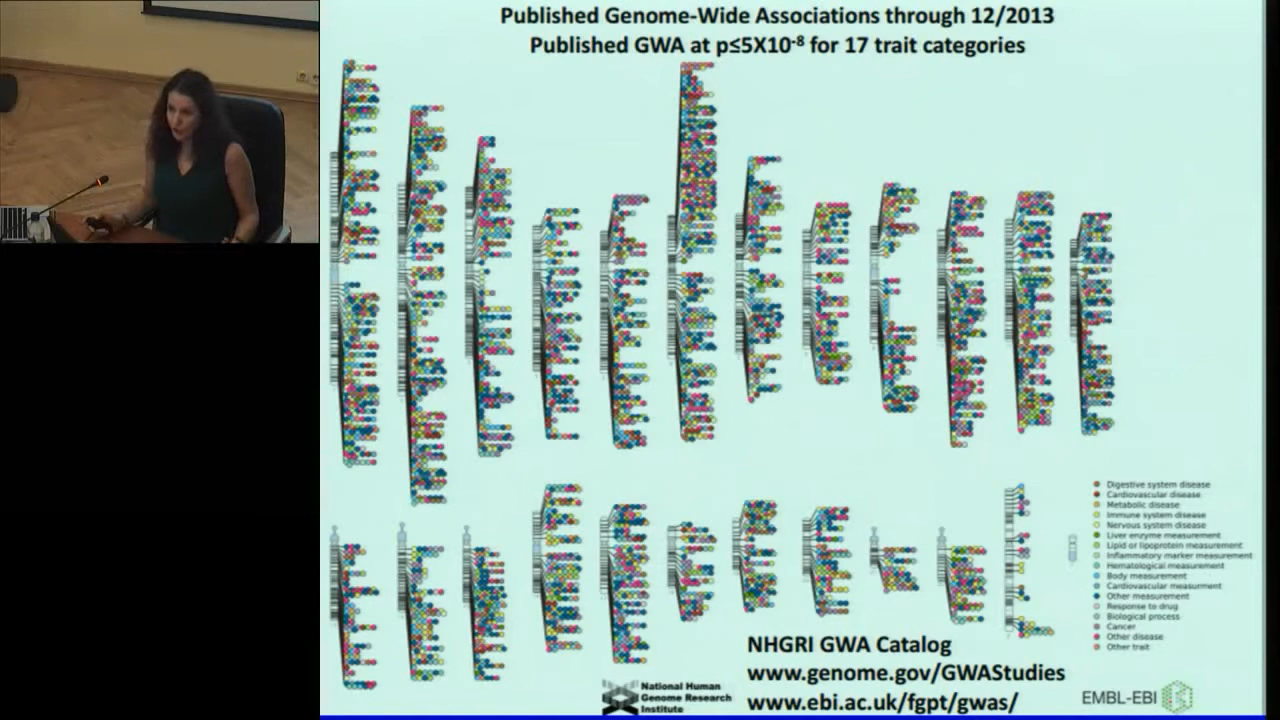 Published Genome-Wide Associations through 12/2013
Published GWA at p≤5X10-8 for 17 trait categories
Digestive system disease
Cardiovascular disease
Metabolic disease
Immune system disease
Nervous system disease
Liver enzyme measurement
Lipid or lipoprotein measurement
Inflammatory marker measurement
Hematological measurement
Body measurement
Cardiovascular measurement
Other measurement
Response to drug
Biological process
Cancer
Other disease
Other trait
NHGRI GWA Catalog
www.genome.gov/GWAStudies
www.ebi.ac.uk/fgpt/gwas/
National Human
Genome Research
Institute
EMBL-EBI